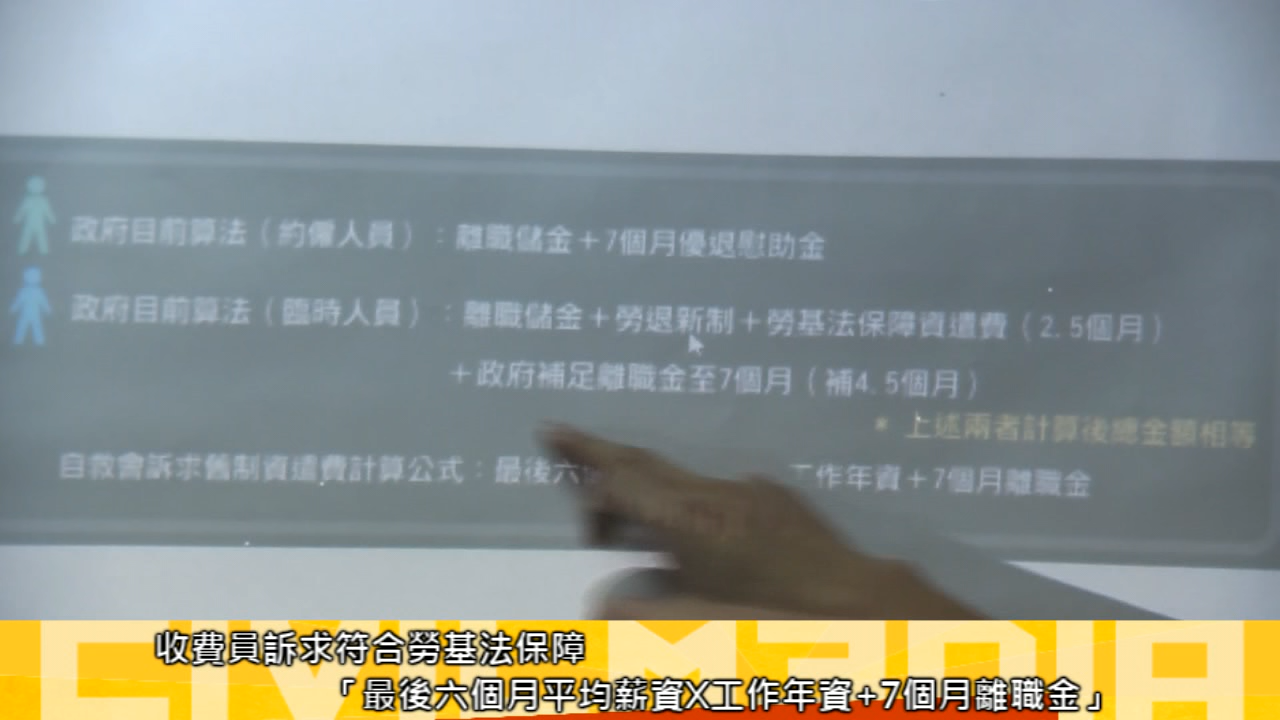 政府目前算法（約僱人員）：離職儲金＋7個月優退慰助金
政府目前算法（臨時人員）：離職儲金＋勞退新制＋勞基法保障資遣費（2.5個月）
＋政府補足離職金至7個月（補4.5個月）
* 上述兩者計算後總金額相等
自救會訴求舊制資遣費計算公式：最後六 工作年資＋7個月離職金
收費員訴求符合勞基法保障
「最後六個月平均薪資X工作年資+7個月離職金」